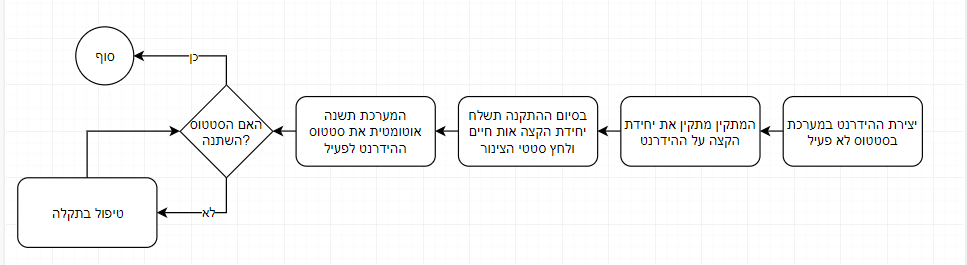 יצירת ההידרנט במערכת
בסטטוס לא פעיל
המתקין מתקין את יחידת
הקצה על ההידרנט
בסיום ההתקנה תשלח
יחידת הקצה אות חיים
ולחץ סטטי הצינור
המערכת תשנה
אוטומטית את סטטוס
ההידרנט לפעיל
האם הסטטוס
השתנה?
כן
סוף
לא
טיפול בתקלה